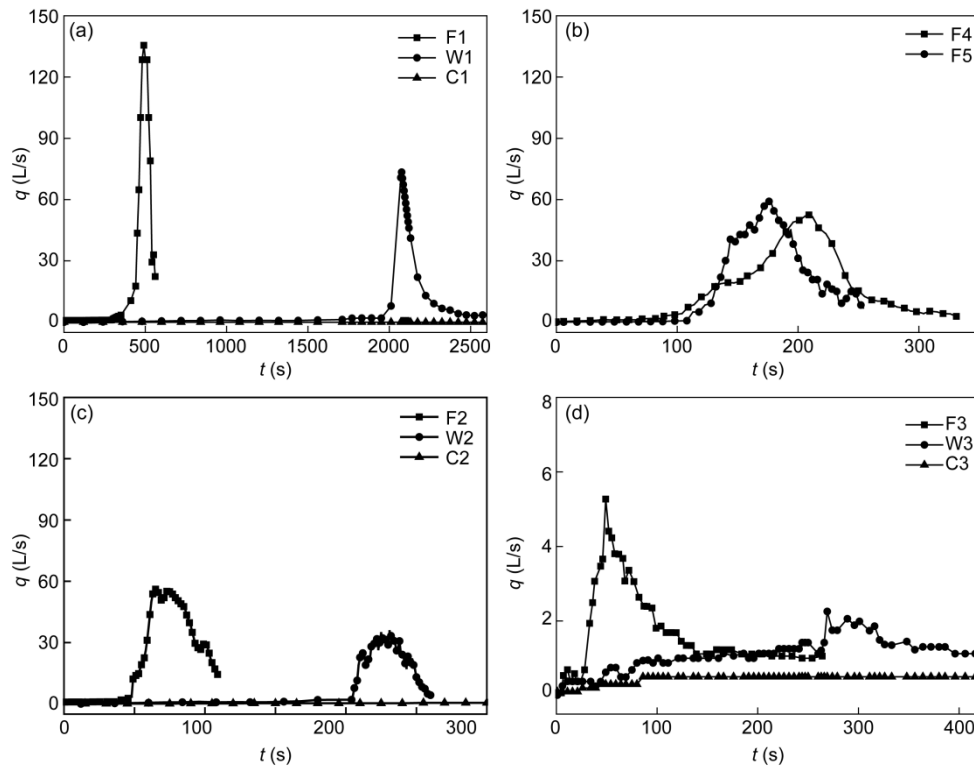 (a)
q (L/s)
150
120
90
60
30
0
F1
W1
C1
0 500 1000 1500 2000 2500
t (s)
(b)
q (L/s)
150
120
90
60
30
0
F4
F5
0 100 200 300
t (s)
(c)
q (L/s)
150
120
90
60
30
0
F2
W2
C2
0 100 200 300
t (s)
(d)
q (L/s)
8
6
4
2
0
F3
W3
C3
0 100 200 300 400
t (s)